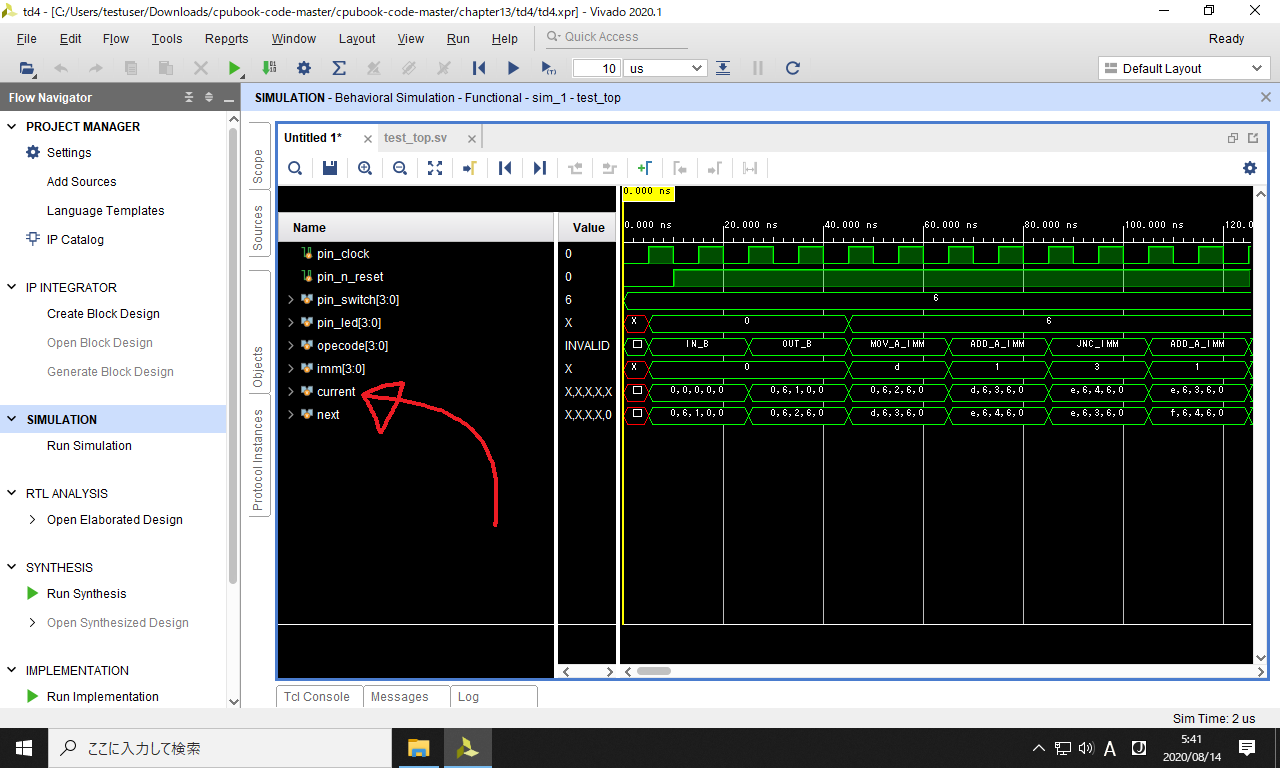 td4 - [C:/Users/testuser/Downloads/cpubook-code-master/cpubook-code-master/chapter13/td4/td4.xpr] - Vivado 2020.1
File Edit Flow Tools Reports Window Layout View Run Help Quick Access Ready
10 us Default Layout
Flow Navigator
SIMULATION - Behavioral Simulation - Functional - sim_1 - test_top
PROJECT MANAGER
Settings
Add Sources
Language Templates
IP Catalog
IP INTEGRATOR
Create Block Design
Open Block Design
Generate Block Design
SIMULATION
Run Simulation
RTL ANALYSIS
Open Elaborated Design
SYNTHESIS
Run Synthesis
Open Synthesized Design
IMPLEMENTATION
Run Implementation
Scope
Sources
Objects
Protocol Instances
Untitled 1* test_top.sv
0.000 ns
Name Value 0.000 ns 20.000 ns 40.000 ns 60.000 ns 80.000 ns 100.000 ns 120.0
pin_clock 0
pin_n_reset 0
pin_switch[3:0] 6 6
pin_led[3:0] X X 0 6
opecode[3:0] INVALID IN_B OUT_B MOV_A_IMM ADD_A_IMM JNC_IMM ADD_A_IMM
imm[3:0] X X 0 d 1 3 1
current X,X,X,X,X 0,0,0,0,0 0,6,1,0,0 0,6,2,6,0 d,6,3,6,0 e,6,4,6,0 e,6,3,6,0
next X,X,X,X,0 0,6,1,0,0 0,6,2,6,0 d,6,3,6,0 e,6,4,6,0 e,6,3,6,0 f,6,4,6,0
Tcl Console Messages Log
Sim Time: 2 us
ここに入力して検索
A J 5:41
2020/08/14